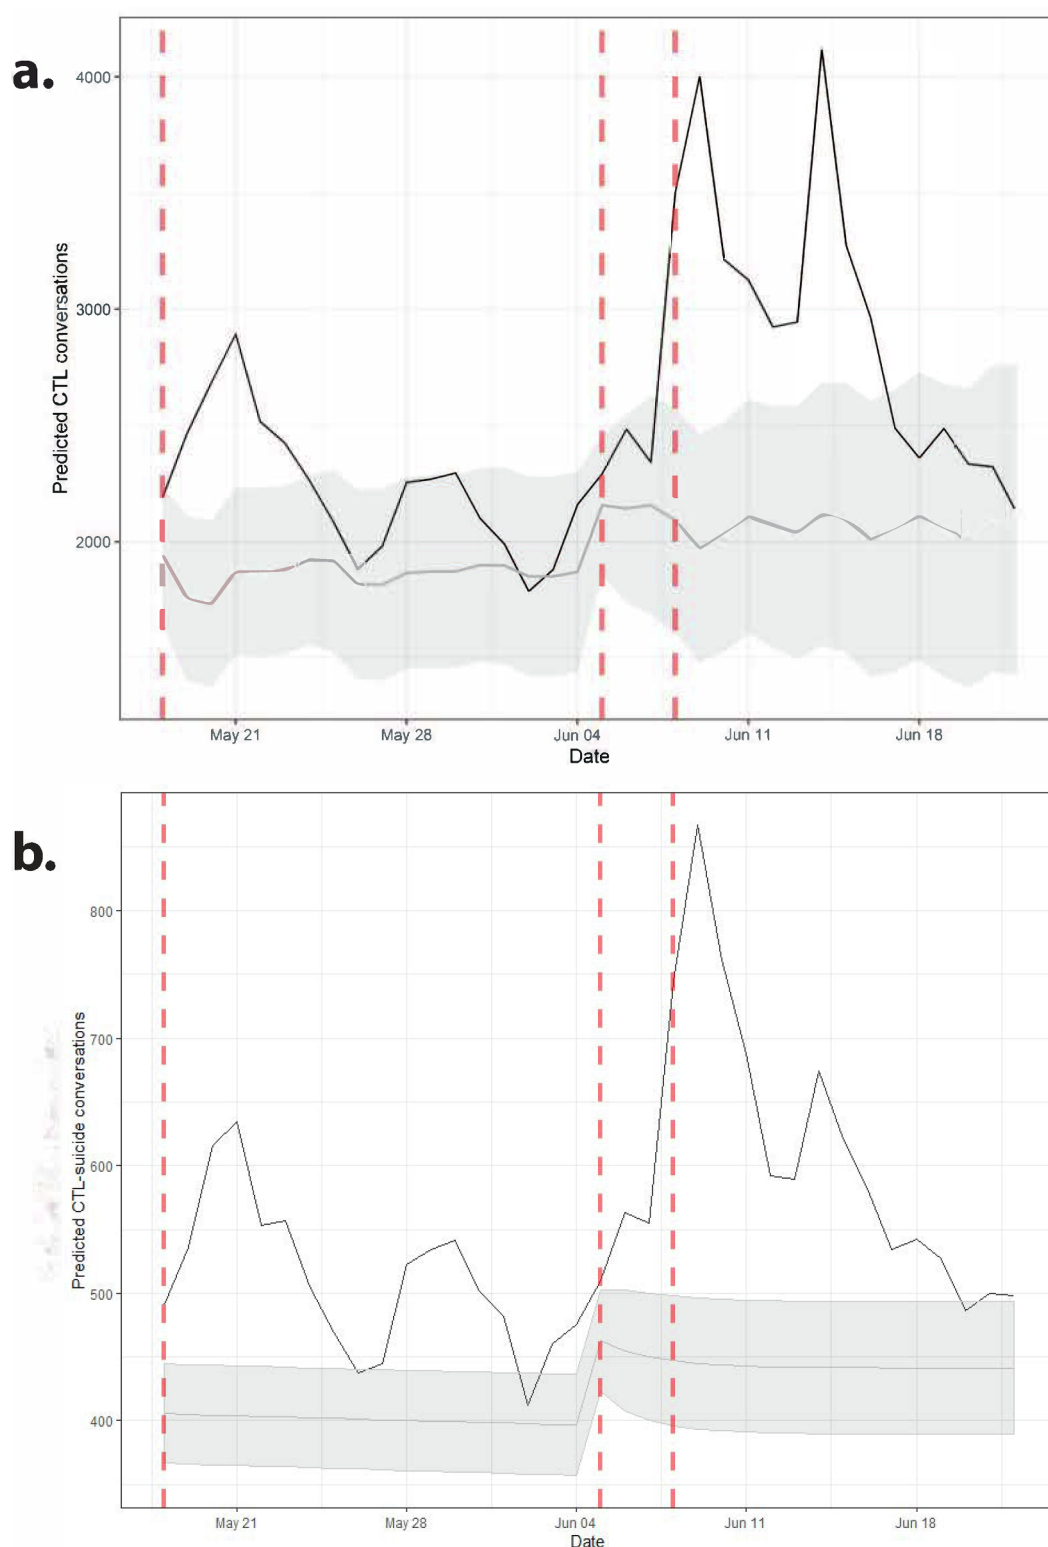 a.
4000
3000
2000
Predicted CTL conversations
May 21 May 28 Jun 04 Jun 11 Jun 18
Date
b.
800
700
600
500
400
Predicted CTL-suicide conversations
May 21 May 28 Jun 04 Jun 11 Jun 18
Date